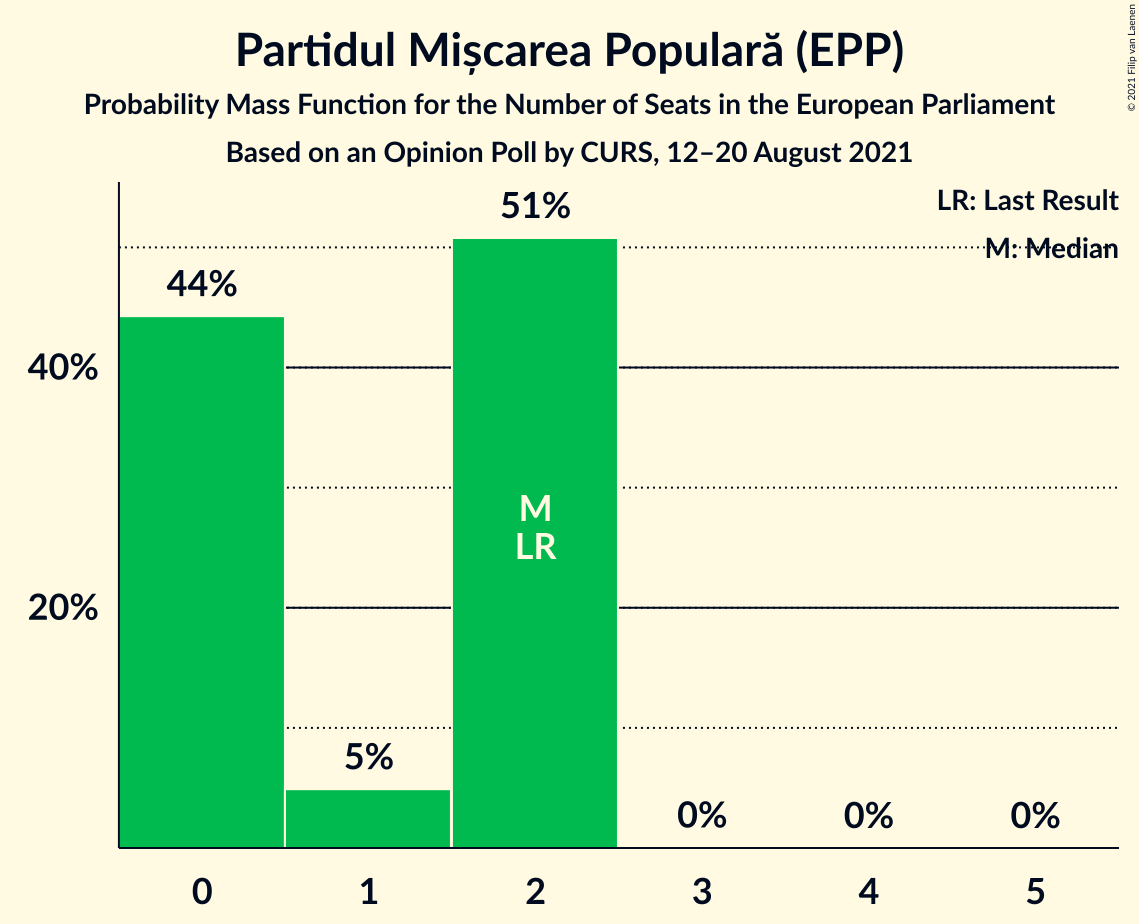 Partidul Mișcarea Populară (EPP)
Probability Mass Function for the Number of Seats in the European Parliament
Based on an Opinion Poll by CURS, 12–20 August 2021
© 2021 Filip van Laenen
LR: Last Result
M: Median
51%
44%
40%
M
LR
20%
5%
0%
0%
0%
0
1
2
3
4
5